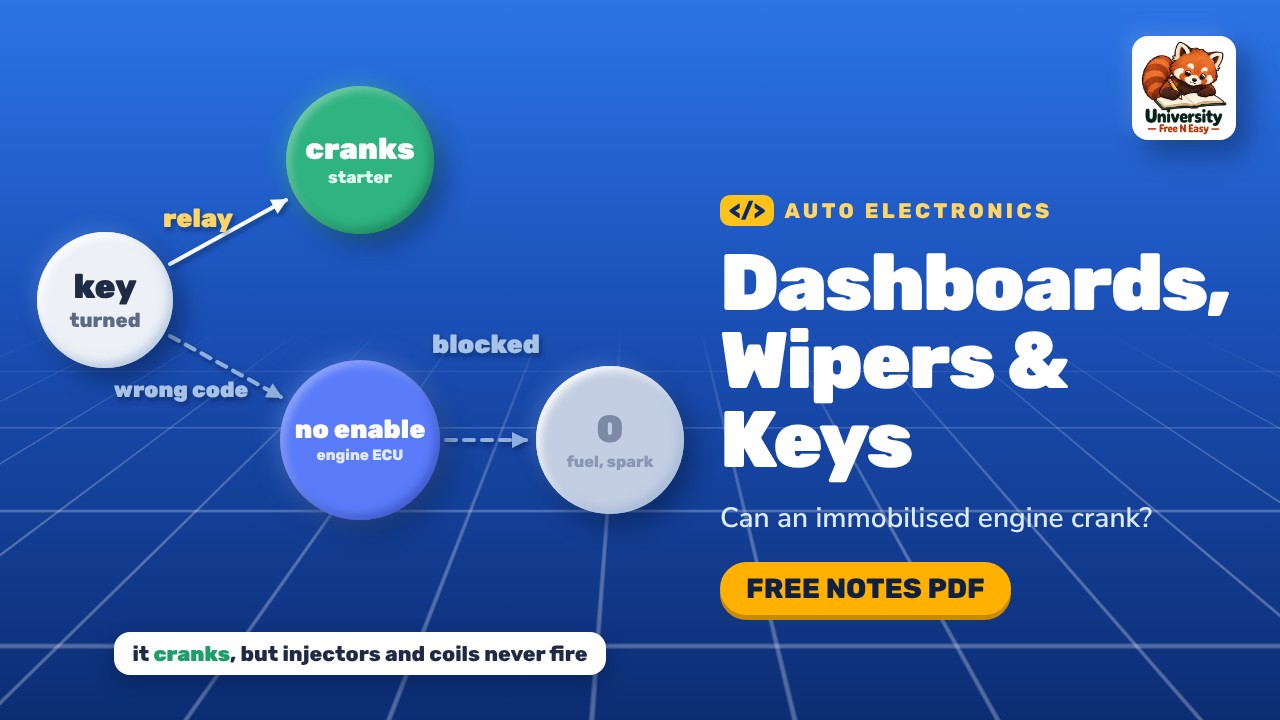 University
Free N Easy
cranks
starter
relay
key
turned
wrong code
no enable
engine ECU
blocked
0
fuel, spark
it cranks, but injectors and coils never fire
</> AUTO ELECTRONICS
Dashboards,
Wipers &
Keys
Can an immobilised engine crank?
FREE NOTES PDF